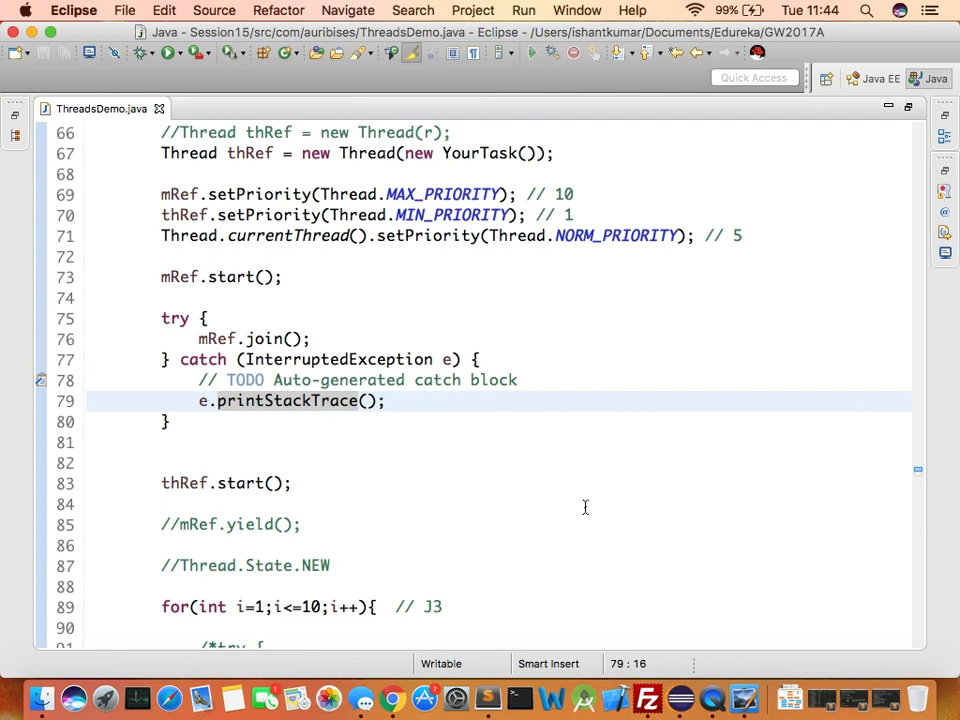 Eclipse File Edit Source Refactor Navigate Search Project Run Window Help 99% Tue 11:44
Java - Session15/src/com/auribises/ThreadsDemo.java - Eclipse - /Users/ishantkumar/Documents/Edureka/GW2017A
Quick Access Java EE Java
ThreadsDemo.java
66 //Thread thRef = new Thread(r);
67 Thread thRef = new Thread(new YourTask());
68
69 mRef.setPriority(Thread.MAX_PRIORITY); // 10
70 thRef.setPriority(Thread.MIN_PRIORITY); // 1
71 Thread.currentThread().setPriority(Thread.NORM_PRIORITY); // 5
72
73 mRef.start();
74
75 try {
76 mRef.join();
77 } catch (InterruptedException e) {
78 // TODO Auto-generated catch block
79 e.printStackTrace();
80 }
81
82
83 thRef.start();
84
85 //mRef.yield();
86
87 //Thread.State.NEW
88
89 for(int i=1;i<=10;i++){ // J3
90
91 /*try {
Writable Smart Insert 79 : 16